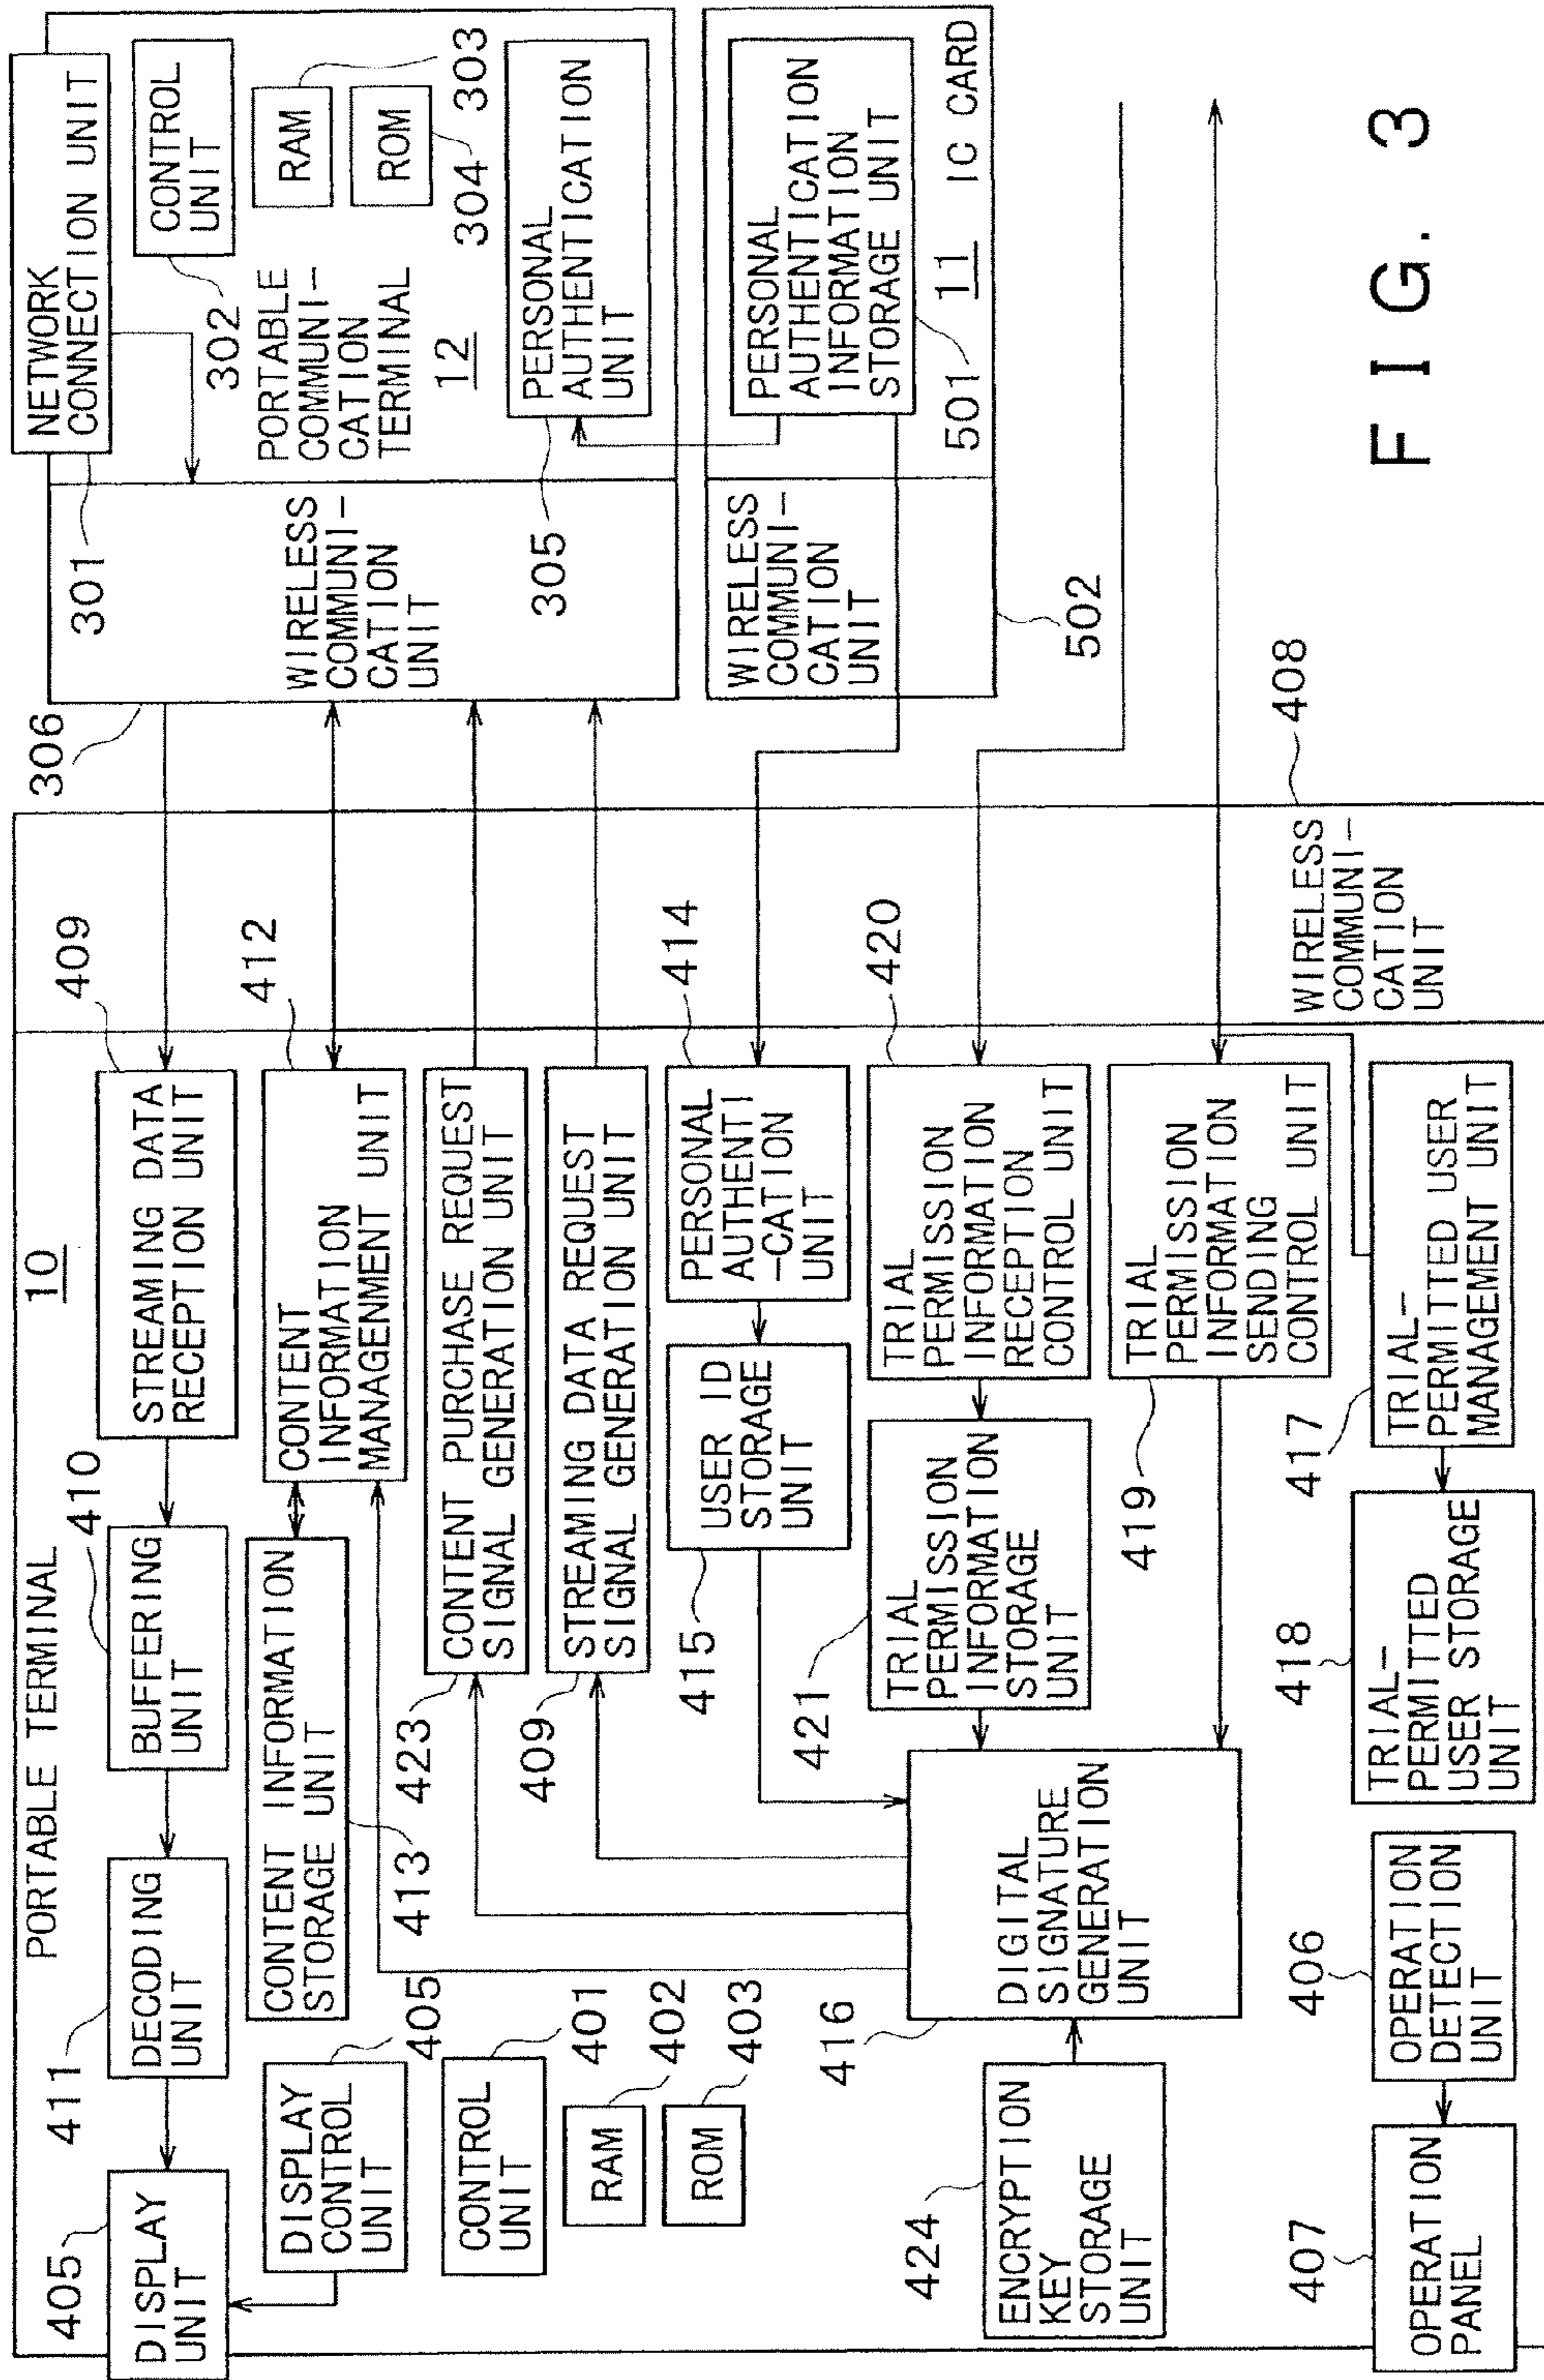 PORTABLE TERMINAL
10
405
DISPLAY
UNIT
411
DECODING
UNIT
410
BUFFERING
UNIT
409
STREAMING DATA
RECEPTION UNIT
DISPLAY
CONTROL
UNIT
405
CONTENT INFORMATION
STORAGE UNIT
413
412
CONTENT
INFORMATION
MANAGENMENT UNIT
CONTROL
UNIT
401
RAM
402
ROM
403
423
CONTENT PURCHASE REQUEST
SIGNAL GENERATION UNIT
409
STREAMING DATA REQUEST
SIGNAL GENERATION UNIT
415
USER ID
STORAGE
UNIT
414
PERSONAL
AUTHENTI
-CATION
UNIT
421
TRIAL
PERMISSION
INFORMATION
STORAGE
UNIT
420
TRIAL
PERMISSION
INFORMATION
RECEPTION
CONTROL UNIT
424
ENCRYPTION
KEY
STORAGE
UNIT
416
DIGITAL
SIGNATURE
GENERATION
UNIT
419
TRIAL
PERMISSION
INFORMATION
SENDING
CONTROL UNIT
407
OPERATION
PANEL
406
OPERATION
DETECTION
UNIT
418
TRIAL-
PERMITTED
USER STORAGE
UNIT
417
TRIAL-
PERMITTED USER
MANAGEMENT UNIT
WIRELESS
COMMUNI-
CATION
UNIT
408
306
WIRELESS
COMMUNI-
CATION
UNIT
301
NETWORK
CONNECTION UNIT
302
CONTROL
UNIT
PORTABLE
COMMUNI-
CATION
TERMINAL
12
RAM
303
ROM
304
305
PERSONAL
AUTHENTICATION
UNIT
WIRELESS
COMMUNI-
CATION
UNIT
502
PERSONAL
AUTHENTICATION
INFORMATION
STORAGE UNIT
501
11 IC CARD
FIG. 3